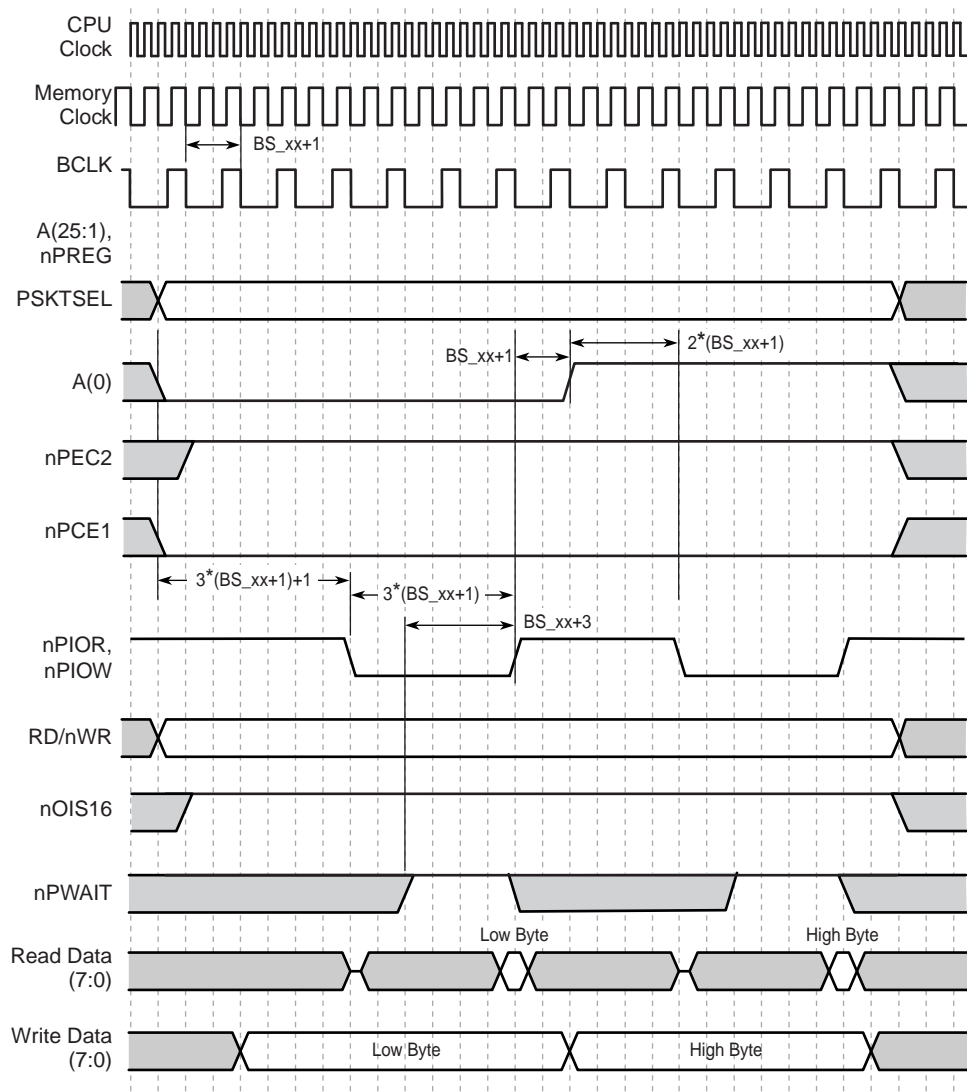 CPU
Clock
Memory
Clock
BS_xx+1
BCLK
A(25:1),
nPREG
PSKTSEL
BS_xx+1
2*(BS_xx+1)
A(0)
nPEC2
nPCE1
3*(BS_xx+1)+1
3*(BS_xx+1)
BS_xx+3
nPIOR,
nPIOW
RD/nWR
nOIS16
nPWAIT
Low Byte
High Byte
Read Data
(7:0)
Write Data
(7:0)
Low Byte
High Byte